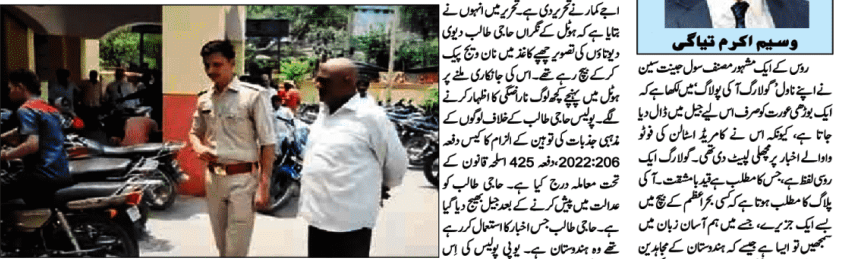 وسیم اکرم تیاگی
روس کے ایک مشہور مصنف سول جینت سین
نے اپنے ناول 'گولارگ آ کی پولاگ' میں لکھا ہے کہ
ایک بوڑھی عورت کو صرف اس لیے جیل میں ڈال دیا
جاتا ہے، کیونکہ اس نے کامریڈ اسٹالن کی فوٹو
والے اخبار پر مچھلی لپیٹ دی تھی۔ گولارگ ایک
روسی لفظ ہے، جس کا مطلب ہے قید با مشقت۔ آ کی
پلاگ کا مطلب ہوتا ہے کہ کسی بحر اعظم کے بیچ میں
بسے ایک جزیرے، جسے میں ہم آسان زبان میں
سمجھیں تو ایسا ہے جیسے کہ ہندوستان کے مجاہدین
اجے کمار نے تحریر دی ہے۔ تحریر میں انہوں نے
بتایا ہے کہ ہوٹل کے نگراں حاجی طالب دیوی
دیوتاؤں کی تصویر چھپے کاغذ میں نان ویج پیک
کر کے بیچ رہے تھے۔ اس کی جانکاری ملنے پر
ہوٹل میں پہنچے کچھ لوگ ناراضگی کا اظہار کرنے
لگے۔ پولیس حاجی طالب کے خلاف لوگوں کے
مذہبی جذبات کی توہین کے الزام کا کیس دفعہ
2022:206، دفعہ 425 اسلحہ قانون کے
تحت معاملہ درج کیا ہے۔ حاجی طالب کو
عدالت میں پیش کرنے کے بعد جیل بھیج دیا گیا
ہے۔ حاجی طالب جس اخبار کا استعمال کر رہے
تھے وہ ہندوستان ہے۔ یوپی پولیس کی اس